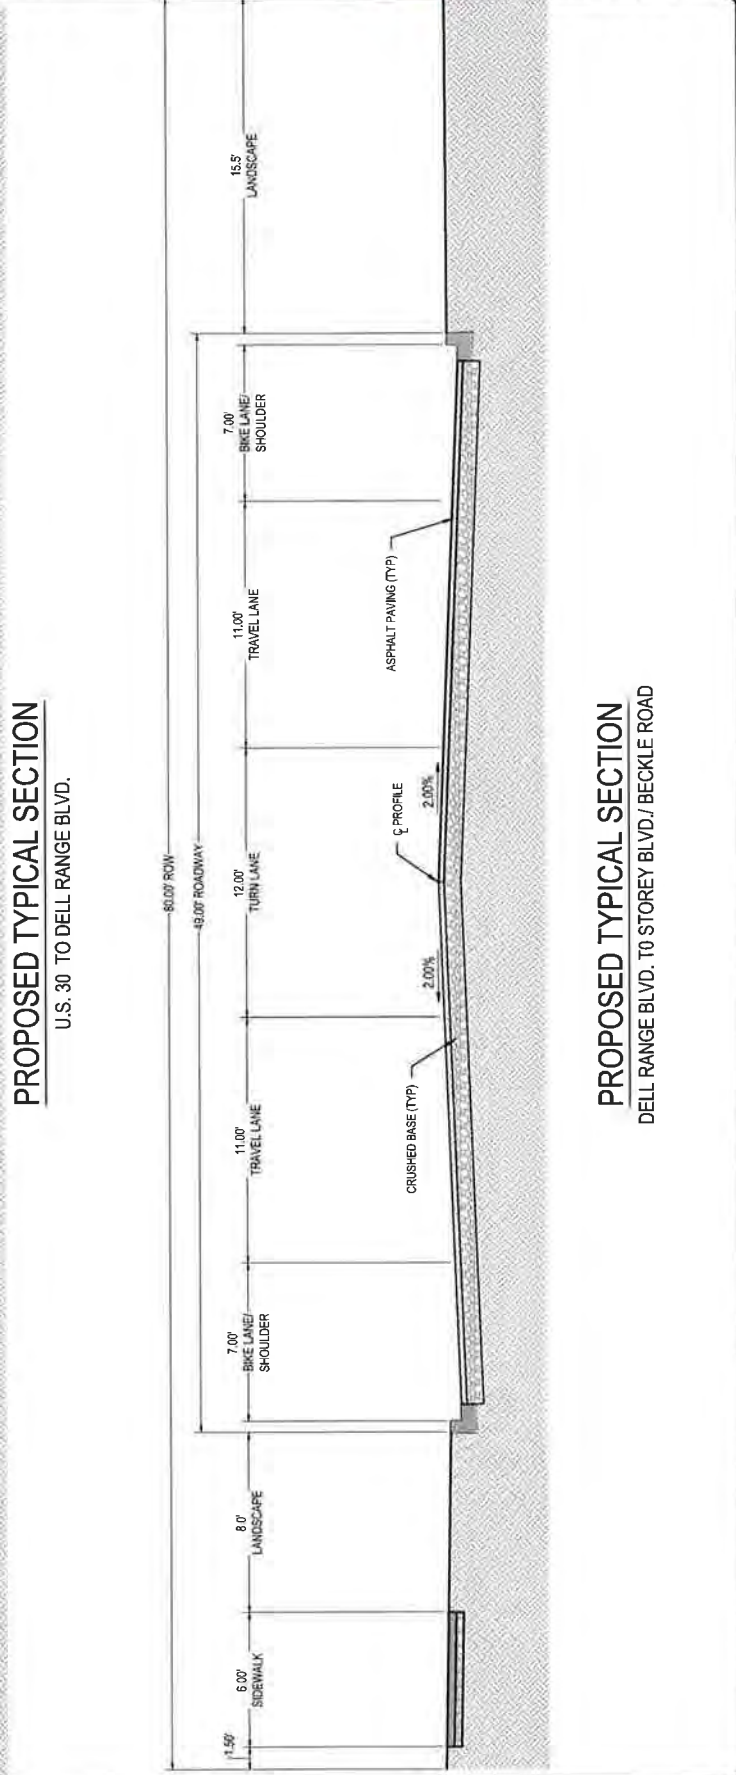 PROPOSED TYPICAL SECTION
U.S. 30 TO DELL RANGE BLVD.
80.00' ROW
49.00' ROADWAY
1.50'
6.00'
SIDEWALK
8.0'
LANDSCAPE
7.00'
BIKE LANE/
SHOULDER
11.00'
TRAVEL LANE
12.00'
TURN LANE
11.00'
TRAVEL LANE
7.00'
BIKE LANE/
SHOULDER
15.5'
LANDSCAPE
CRUSHED BASE (TYP)
2.00%
℄ PROFILE
2.00%
ASPHALT PAVING (TYP)
PROPOSED TYPICAL SECTION
DELL RANGE BLVD. TO STOREY BLVD./ BECKLE ROAD